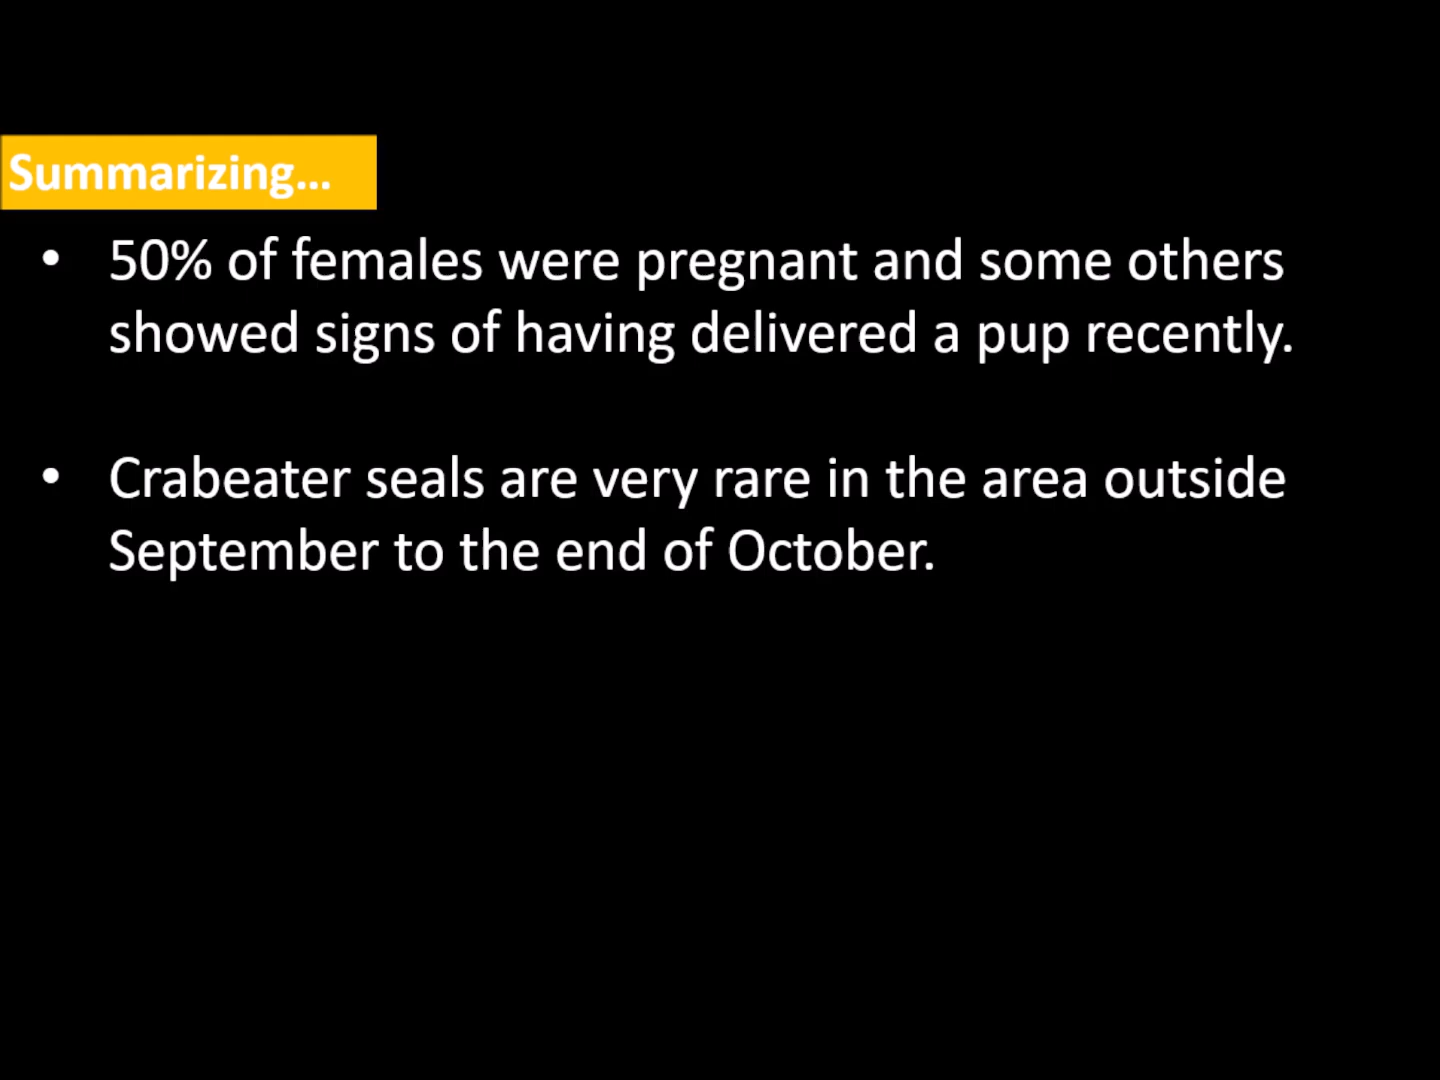 Summarizing...
• 50% of females were pregnant and some others
showed signs of having delivered a pup recently.
• Crabeater seals are very rare in the area outside
September to the end of October.